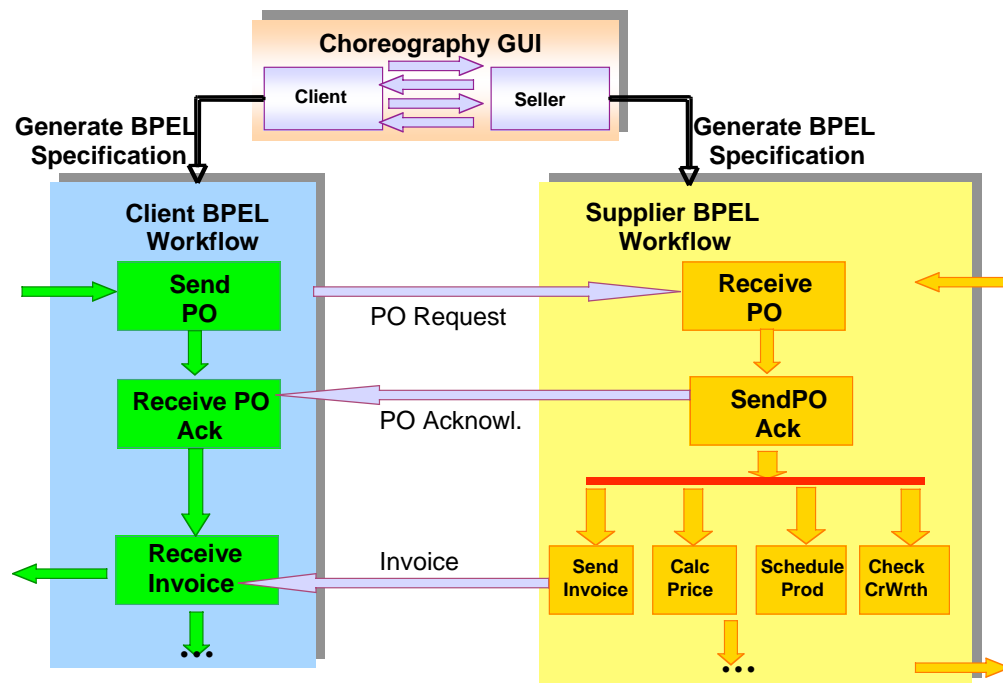 Choreography GUI
Client
Seller
Generate BPEL
Specification
Generate BPEL
Specification
Client BPEL
Workflow
Supplier BPEL
Workflow
Send
PO
PO Request
Receive
PO
Receive PO
Ack
PO Acknowl.
SendPO
Ack
Receive
Invoice
Invoice
Send
Invoice
Calc
Price
Schedule
Prod
Check
CrWrth
...
...